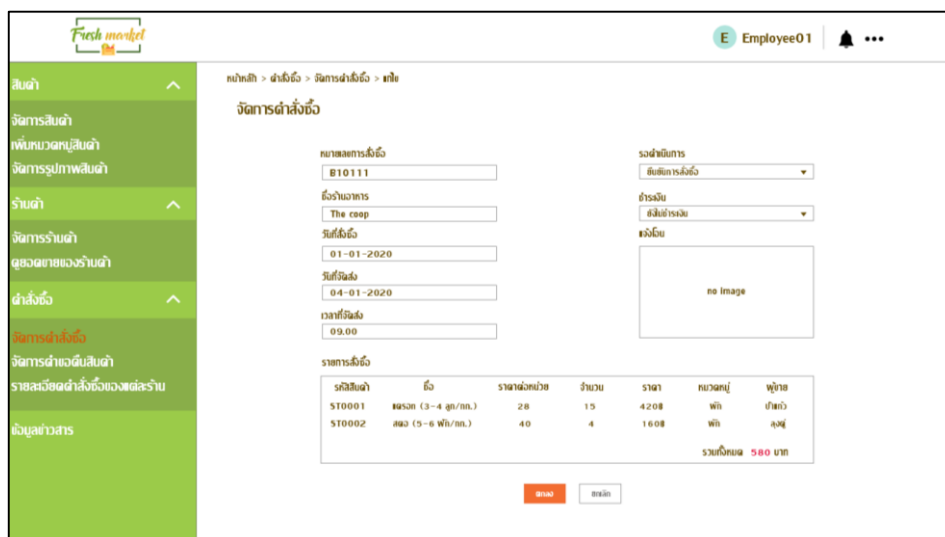 Fresh market
E Employee01
สินค้า
จัดการสินค้า
เพิ่มหมวดหมู่สินค้า
จัดการรูปภาพสินค้า
ร้านค้า
จัดการร้านค้า
ดูยอดขายของร้านค้า
คำสั่งซื้อ
จัดการคำสั่งซื้อ
จัดการคำขอคืนสินค้า
รายละเอียดคำสั่งซื้อของแต่ละร้าน
ข้อมูลข่าวสาร
หน้าหลัก > คำสั่งซื้อ > จัดการคำสั่งซื้อ > แก้ไข
จัดการคำสั่งซื้อ
หมายเลขการสั่งซื้อ
B10111
ชื่อร้านอาหาร
The coop
วันที่สั่งซื้อ
01-01-2020
วันที่จัดส่ง
04-01-2020
เวลาที่จัดส่ง
09.00
รอดำเนินการ
ยืนยันการสั่งซื้อ
ชำระเงิน
ยังไม่ชำระเงิน
แจ้งโอน
no image
รายการสั่งซื้อ
รหัสสินค้า ชื่อ ราคาต่อหน่วย จำนวน ราคา หมวดหมู่ ผู้ขาย
ST0001 แครอท (3-4 ลูก/กก.) 28 15 420฿ ผัก ป้าแก้ว
ST0002 สตอ (5-6 ฝัก/กก.) 40 4 160฿ ผัก ลุงตู่
รวมทั้งหมด 580 บาท
ตกลง ยกเลิก